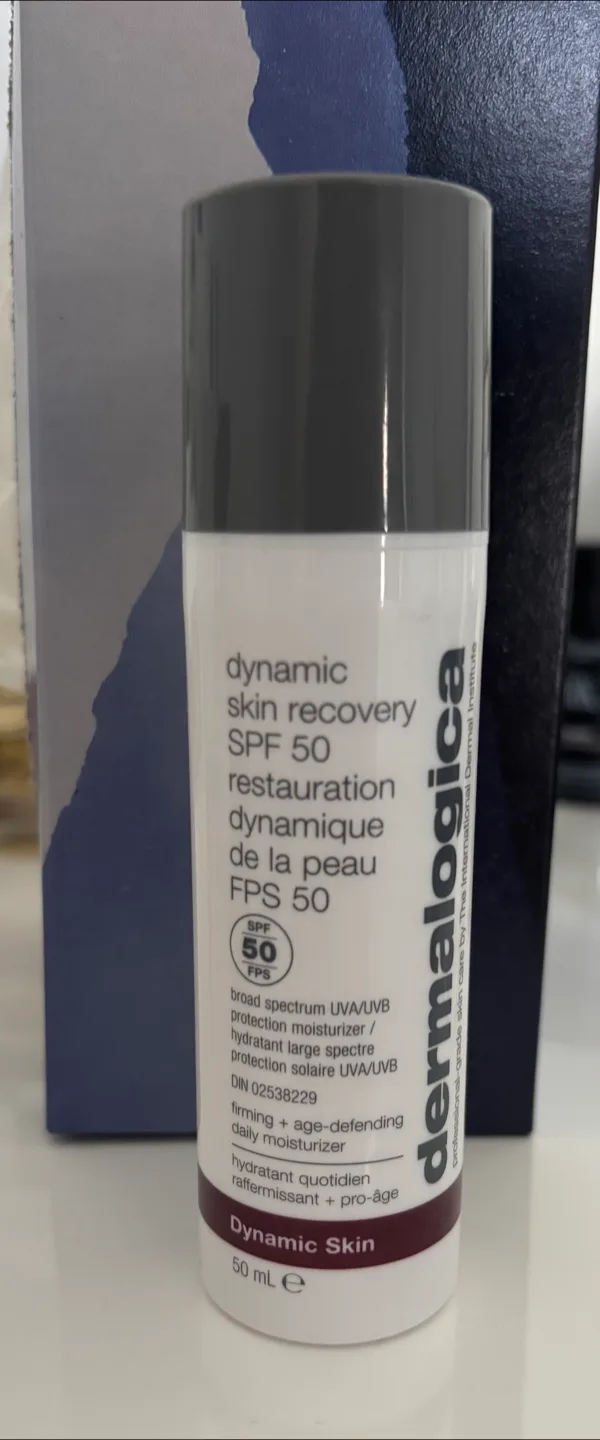 dynamic
skin recovery
SPF 50
restauration
dynamique
de la peau
FPS 50
SPF
50
FPS
broad spectrum UVA/UVB
protection moisturizer /
hydratant large spectre
protection solaire UVA/UVB
DIN 02538229
firming + age-defending
daily moisturizer
hydratant quotidien
raffermissant + pro-âge
Dynamic Skin
50 mL ℮
dermalogica
professional-grade skin care by The International Dermal Institute